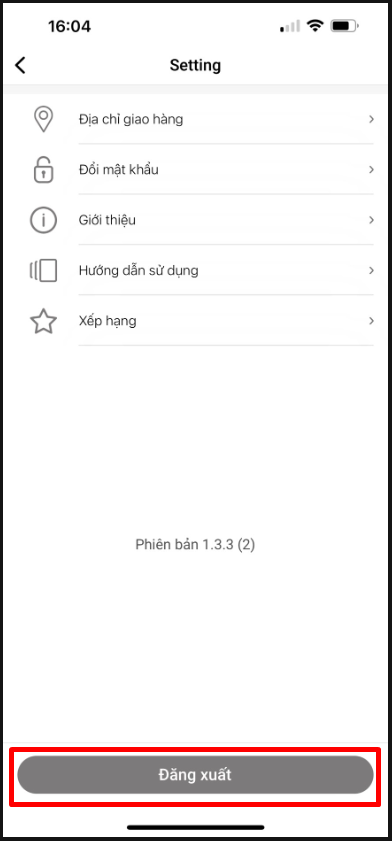 16:04
Setting
Địa chỉ giao hàng
Đổi mật khẩu
Giới thiệu
Hướng dẫn sử dụng
Xếp hạng
Phiên bản 1.3.3 (2)
Đăng xuất